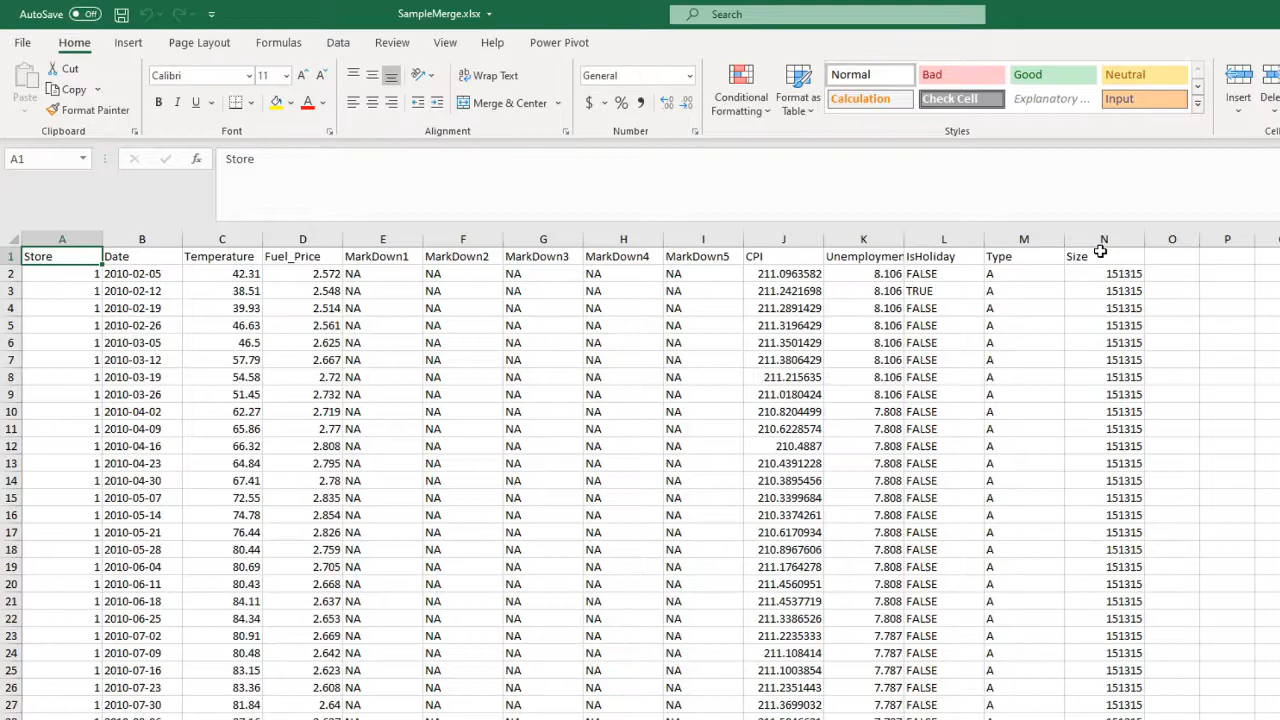 AutoSave Off SampleMerge.xlsx Search
File Home Insert Page Layout Formulas Data Review View Help Power Pivot
Paste Cut Copy Format Painter
Calibri 11 A A
B I U A
Wrap Text
Merge & Center
General
$ %
Conditional Formatting
Format as Table
Normal Bad Good Neutral
Calculation Check Cell Explanatory ... Input
Insert
Clipboard Font Alignment Number Styles
A1 fx Store
A B C D E F G H I J K L M N O P
1 Store Date Temperature Fuel_Price MarkDown1 MarkDown2 MarkDown3 MarkDown4 MarkDown5 CPI Unemploymen IsHoliday Type Size
2 1 2010-02-05 42.31 2.572 NA NA NA NA NA 211.0963582 8.106 FALSE A 151315
3 1 2010-02-12 38.51 2.548 NA NA NA NA NA 211.2421698 8.106 TRUE A 151315
4 1 2010-02-19 39.93 2.514 NA NA NA NA NA 211.2891429 8.106 FALSE A 151315
5 1 2010-02-26 46.63 2.561 NA NA NA NA NA 211.3196429 8.106 FALSE A 151315
6 1 2010-03-05 46.5 2.625 NA NA NA NA NA 211.3501429 8.106 FALSE A 151315
7 1 2010-03-12 57.79 2.667 NA NA NA NA NA 211.3806429 8.106 FALSE A 151315
8 1 2010-03-19 54.58 2.72 NA NA NA NA NA 211.215635 8.106 FALSE A 151315
9 1 2010-03-26 51.45 2.732 NA NA NA NA NA 211.0180424 8.106 FALSE A 151315
10 1 2010-04-02 62.27 2.719 NA NA NA NA NA 210.8204499 7.808 FALSE A 151315
11 1 2010-04-09 65.86 2.77 NA NA NA NA NA 210.6228574 7.808 FALSE A 151315
12 1 2010-04-16 66.32 2.808 NA NA NA NA NA 210.4887 7.808 FALSE A 151315
13 1 2010-04-23 64.84 2.795 NA NA NA NA NA 210.4391228 7.808 FALSE A 151315
14 1 2010-04-30 67.41 2.78 NA NA NA NA NA 210.3895456 7.808 FALSE A 151315
15 1 2010-05-07 72.55 2.835 NA NA NA NA NA 210.3399684 7.808 FALSE A 151315
16 1 2010-05-14 74.78 2.854 NA NA NA NA NA 210.3374261 7.808 FALSE A 151315
17 1 2010-05-21 76.44 2.826 NA NA NA NA NA 210.6170934 7.808 FALSE A 151315
18 1 2010-05-28 80.44 2.759 NA NA NA NA NA 210.8967606 7.808 FALSE A 151315
19 1 2010-06-04 80.69 2.705 NA NA NA NA NA 211.1764278 7.808 FALSE A 151315
20 1 2010-06-11 80.43 2.668 NA NA NA NA NA 211.4560951 7.808 FALSE A 151315
21 1 2010-06-18 84.11 2.637 NA NA NA NA NA 211.4537719 7.808 FALSE A 151315
22 1 2010-06-25 84.34 2.653 NA NA NA NA NA 211.3386526 7.808 FALSE A 151315
23 1 2010-07-02 80.91 2.669 NA NA NA NA NA 211.2235333 7.787 FALSE A 151315
24 1 2010-07-09 80.48 2.642 NA NA NA NA NA 211.108414 7.787 FALSE A 151315
25 1 2010-07-16 83.15 2.623 NA NA NA NA NA 211.1003854 7.787 FALSE A 151315
26 1 2010-07-23 83.36 2.608 NA NA NA NA NA 211.2351443 7.787 FALSE A 151315
27 1 2010-07-30 81.84 2.64 NA NA NA NA NA 211.3699032 7.787 FALSE A 151315